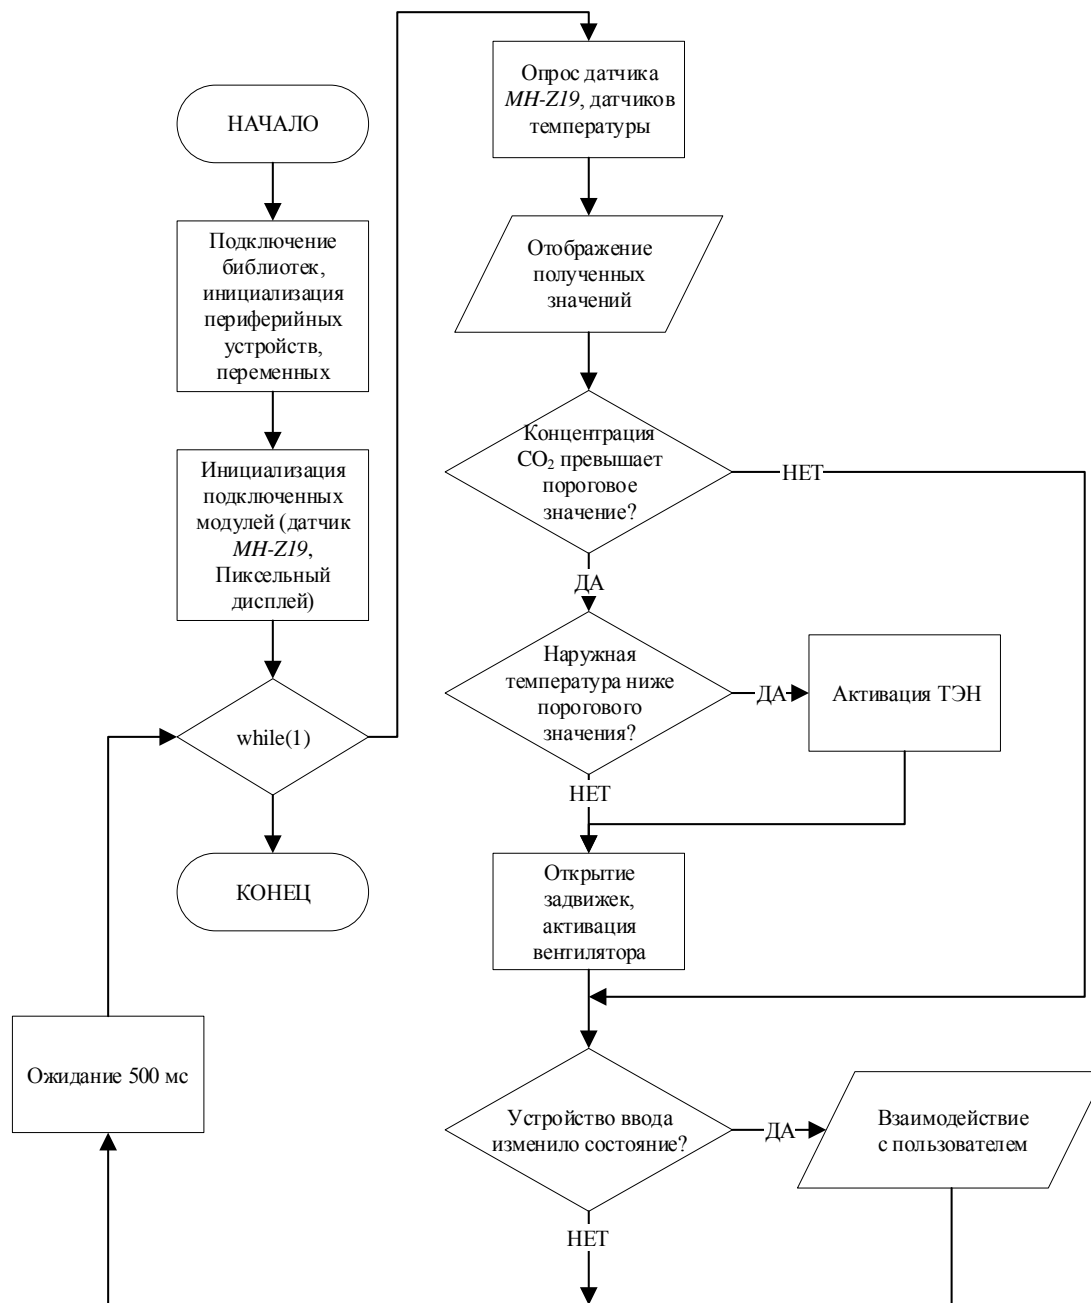 НАЧАЛО
Подключение
библиотек,
инициализация
периферийных
устройств,
переменных
Инициализация
подключенных
модулей (датчик
MH-Z19,
Пиксельный
дисплей)
while(1)
КОНЕЦ
Ожидание 500 мс
Опрос датчика
MH-Z19, датчиков
температуры
Отображение
полученных
значений
Концентрация
CO₂ превышает
пороговое
значение?
НЕТ
ДА
Наружная
температура ниже
порогового
значения?
ДА
Активация ТЭН
НЕТ
Открытие
задвижек,
активация
вентилятора
Устройство ввода
изменило состояние?
ДА
Взаимодействие
с пользователем
НЕТ